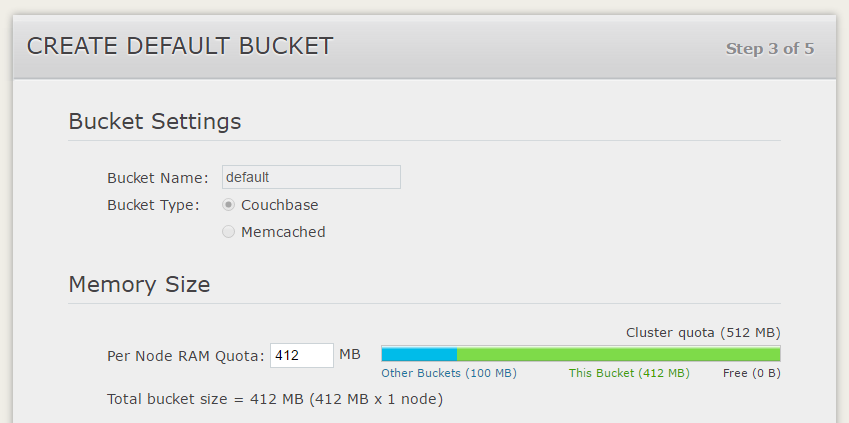 CREATE DEFAULT BUCKET Step 3 of 5
Bucket Settings
Bucket Name: default
Bucket Type: Couchbase
Memcached
Memory Size
Cluster quota (512 MB)
Per Node RAM Quota: 412 MB
Other Buckets (100 MB) This Bucket (412 MB) Free (0 B)
Total bucket size = 412 MB (412 MB x 1 node)